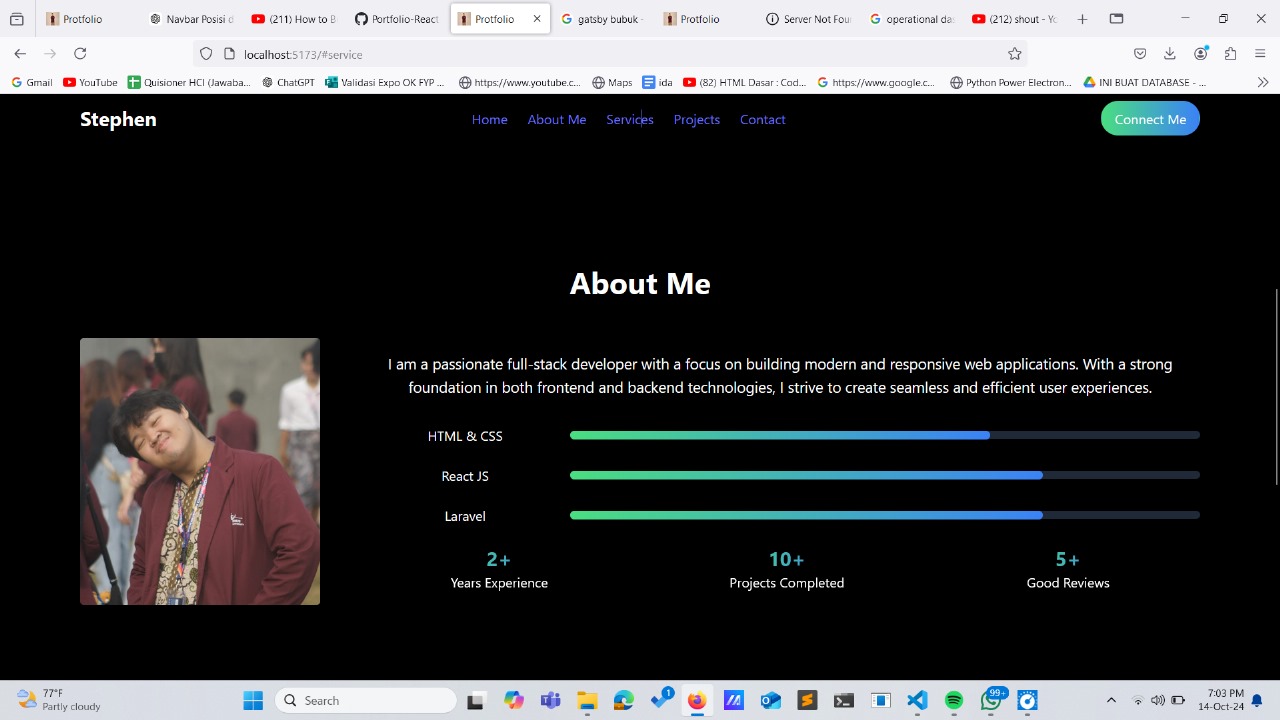 Protfolio
Navbar Posisi d
(211) How to B
Portfolio-React
Protfolio
gatsby bubuk -
Protfolio
Server Not Fou
operational das
(212) shout - Yo
localhost:5173/#service
Gmail
YouTube
Quisioner HCI (Jawaba...
ChatGPT
Validasi Expo OK FYP ...
https://www.youtube.c...
Maps
ida
(82) HTML Dasar : Cod...
https://www.google.c...
Python Power Electron...
INI BUAT DATABASE - ...
Stephen
Home
About Me
Services
Projects
Contact
Connect Me
About Me
I am a passionate full-stack developer with a focus on building modern and responsive web applications. With a strong
foundation in both frontend and backend technologies, I strive to create seamless and efficient user experiences.
HTML & CSS
React JS
Laravel
2+
10+
5+
Years Experience
Projects Completed
Good Reviews
77°F
Partly cloudy
Search
1
99+
7:03 PM
14-Oct-24